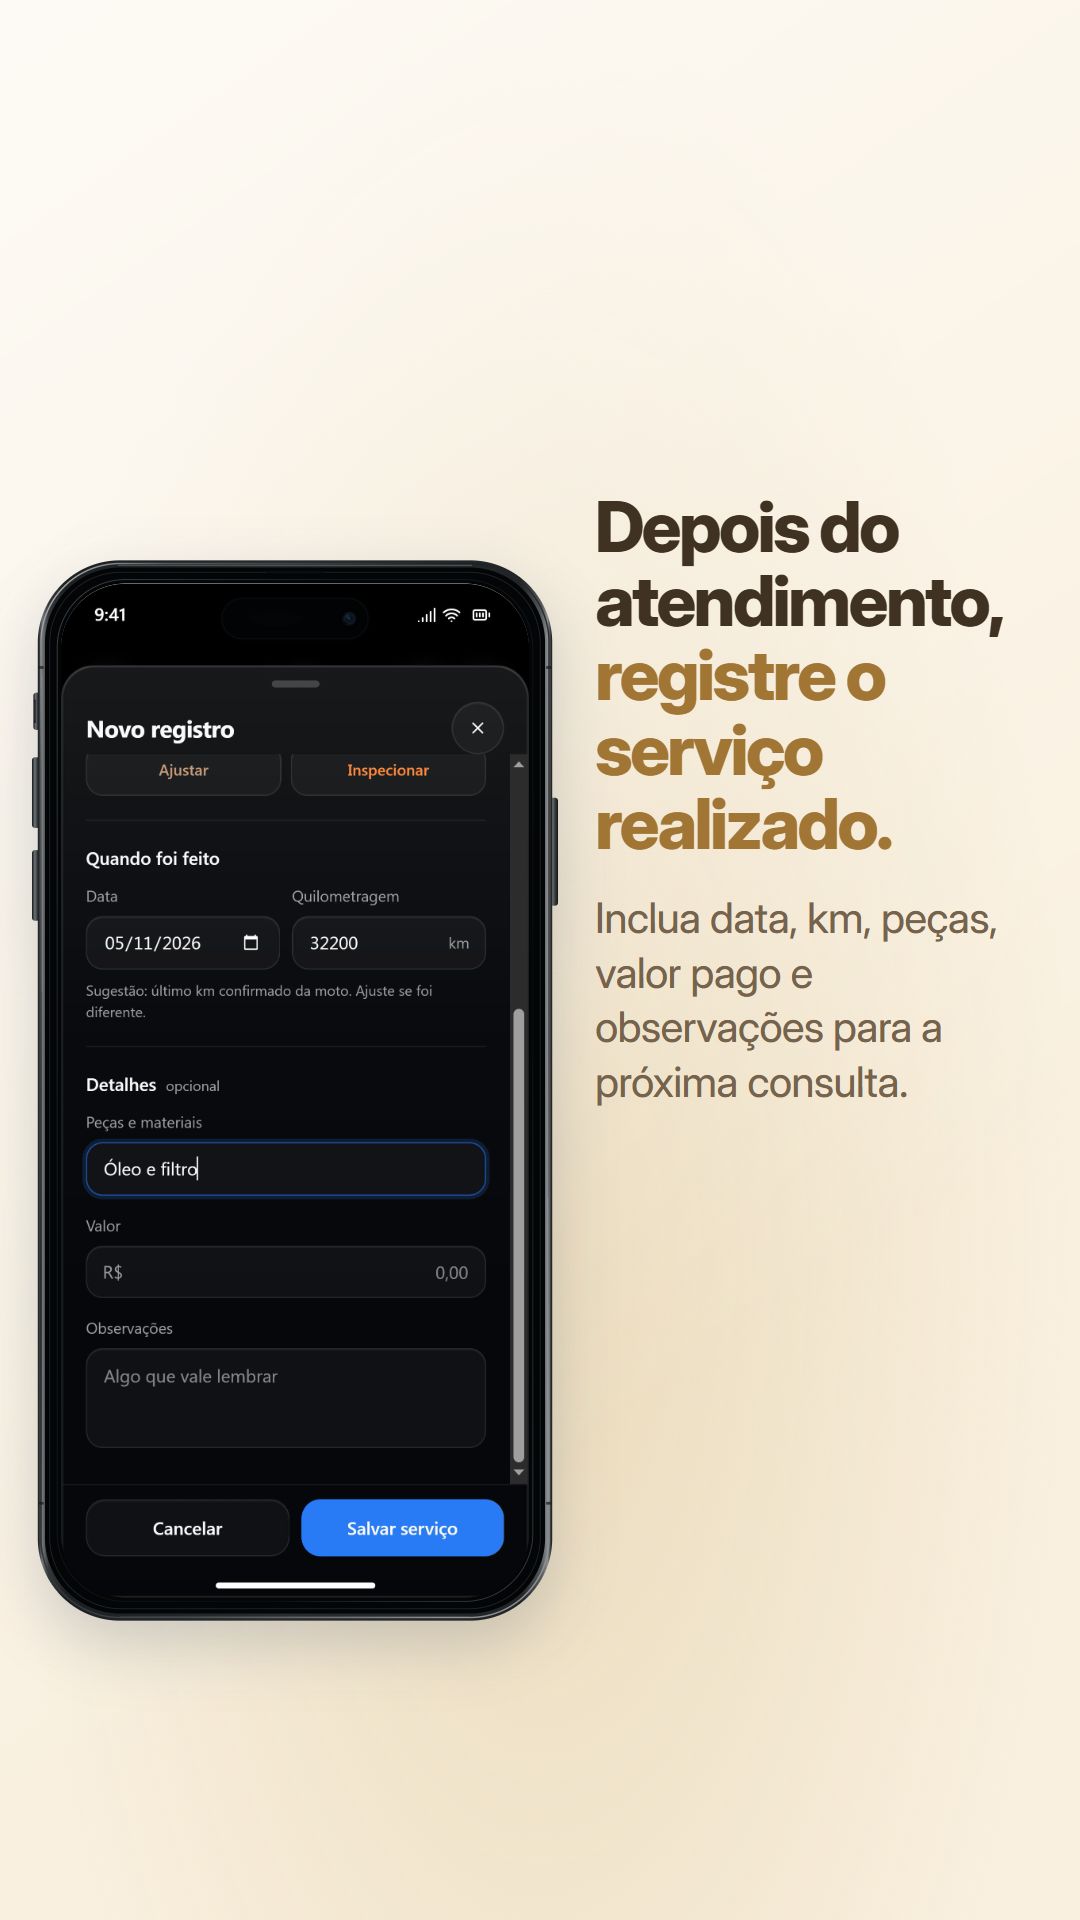 9:41
Novo registro
Ajustar
Inspecionar
Quando foi feito
Data
Quilometragem
05/11/2026
32200
km
Sugestão: último km confirmado da moto. Ajuste se foi
diferente.
Detalhes opcional
Peças e materiais
Óleo e filtro
Valor
R$
0,00
Observações
Algo que vale lembrar
Cancelar
Salvar serviço
Depois do
atendimento,
registre o
serviço
realizado.
Inclua data, km, peças,
valor pago e
observações para a
próxima consulta.